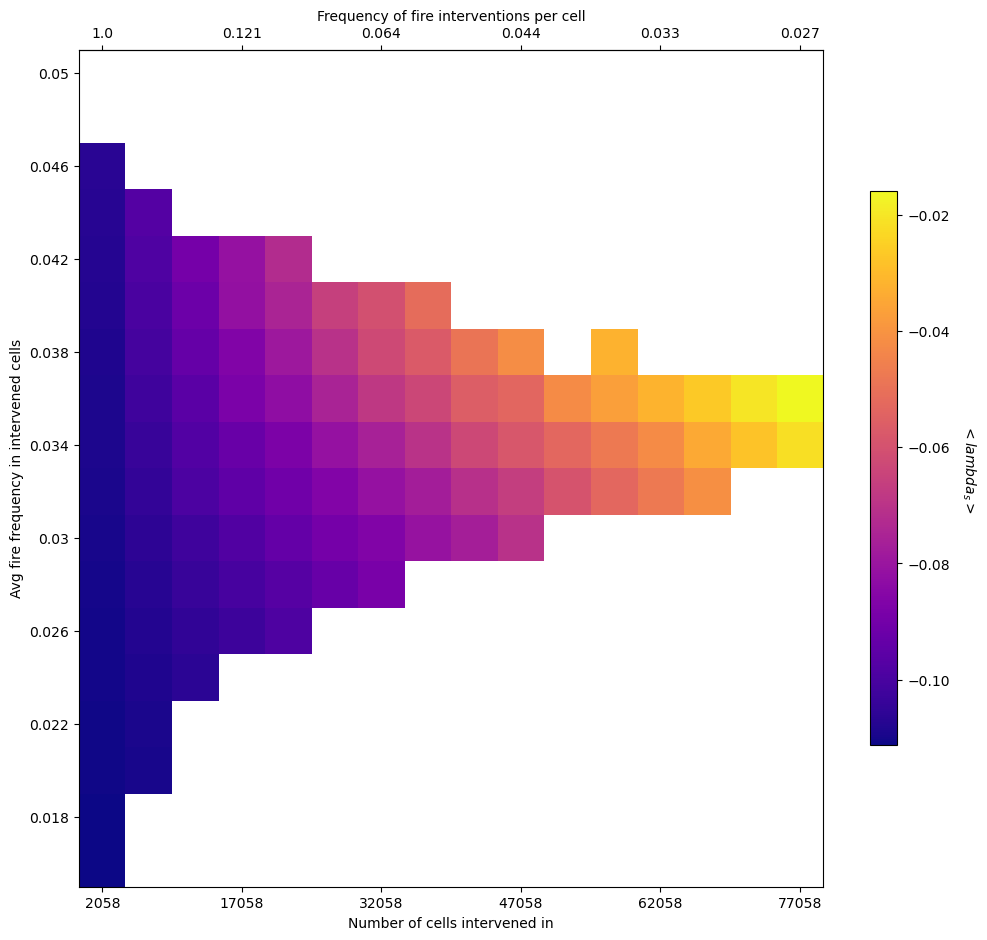 Frequency of fire interventions per cell
1.0 0.121 0.064 0.044 0.033 0.027
Avg fire frequency in intervened cells
0.05
0.046
0.042
0.038
0.034
0.03
0.026
0.022
0.018
2058 17058 32058 47058 62058 77058
Number of cells intervened in
−0.02
−0.04
−0.06
−0.08
−0.10
< lambda_s >